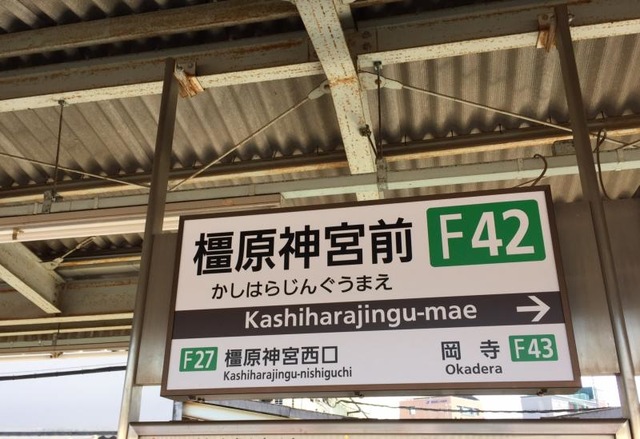 橿原神宮前 F42
かしはらじんぐうまえ
Kashiharajingu-mae →
F27 橿原神宮西口 岡寺 F43
Kashiharajingu-nishiguchi Okadera